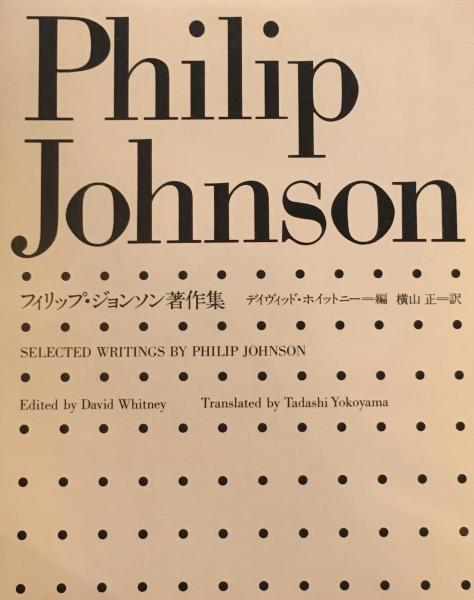 Philip
Johnson
フィリップ・ジョンソン著作集 デイヴィッド・ホイットニー＝編 横山 正＝訳
SELECTED WRITINGS BY PHILIP JOHNSON
Edited by David Whitney Translated by Tadashi Yokoyama